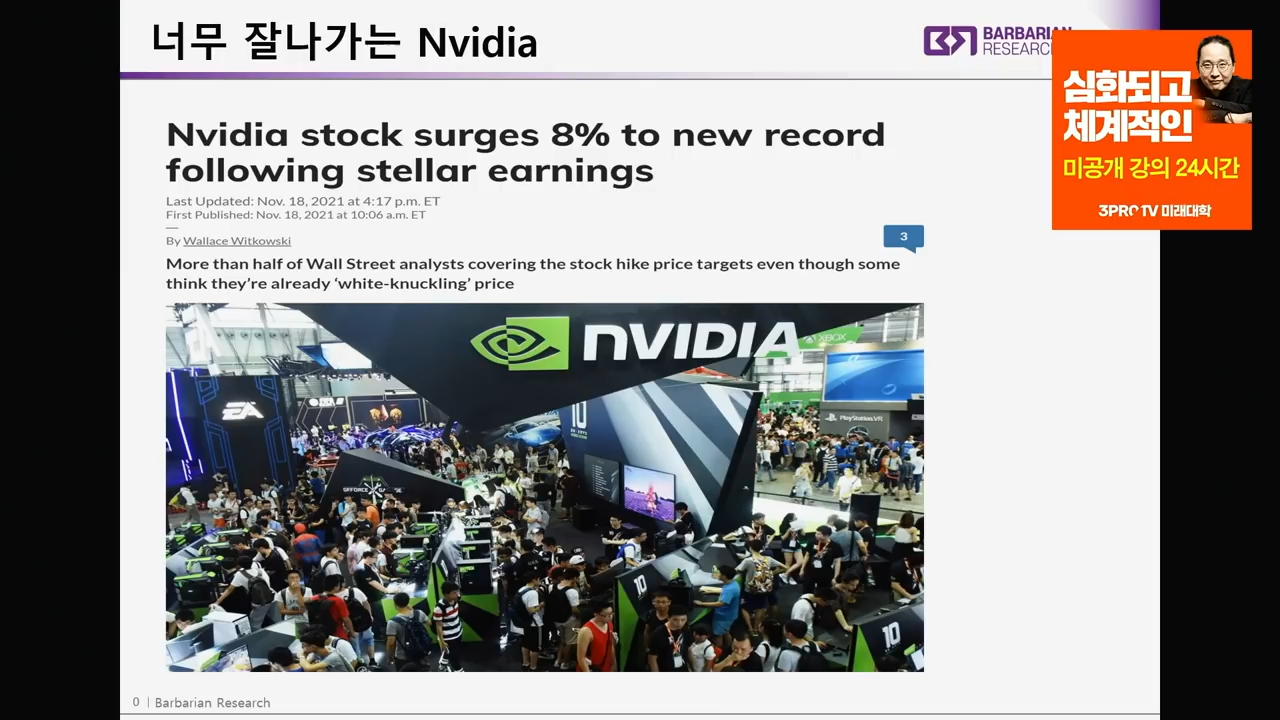 너무 잘나가는 Nvidia
BARBARIAN
RESEARCH
심화되고
체계적인
미공개 강의 24시간
3PRO TV 미래대학
Nvidia stock surges 8% to new record
following stellar earnings
Last Updated: Nov. 18, 2021 at 4:17 p.m. ET
First Published: Nov. 18, 2021 at 10:06 a.m. ET
By Wallace Witkowski
3
More than half of Wall Street analysts covering the stock hike price targets even though some
think they're already ‘white-knuckling’ price
NVIDIA
XBOX
EA
10
PlayStation.VR
10
10
0 | Barbarian Research